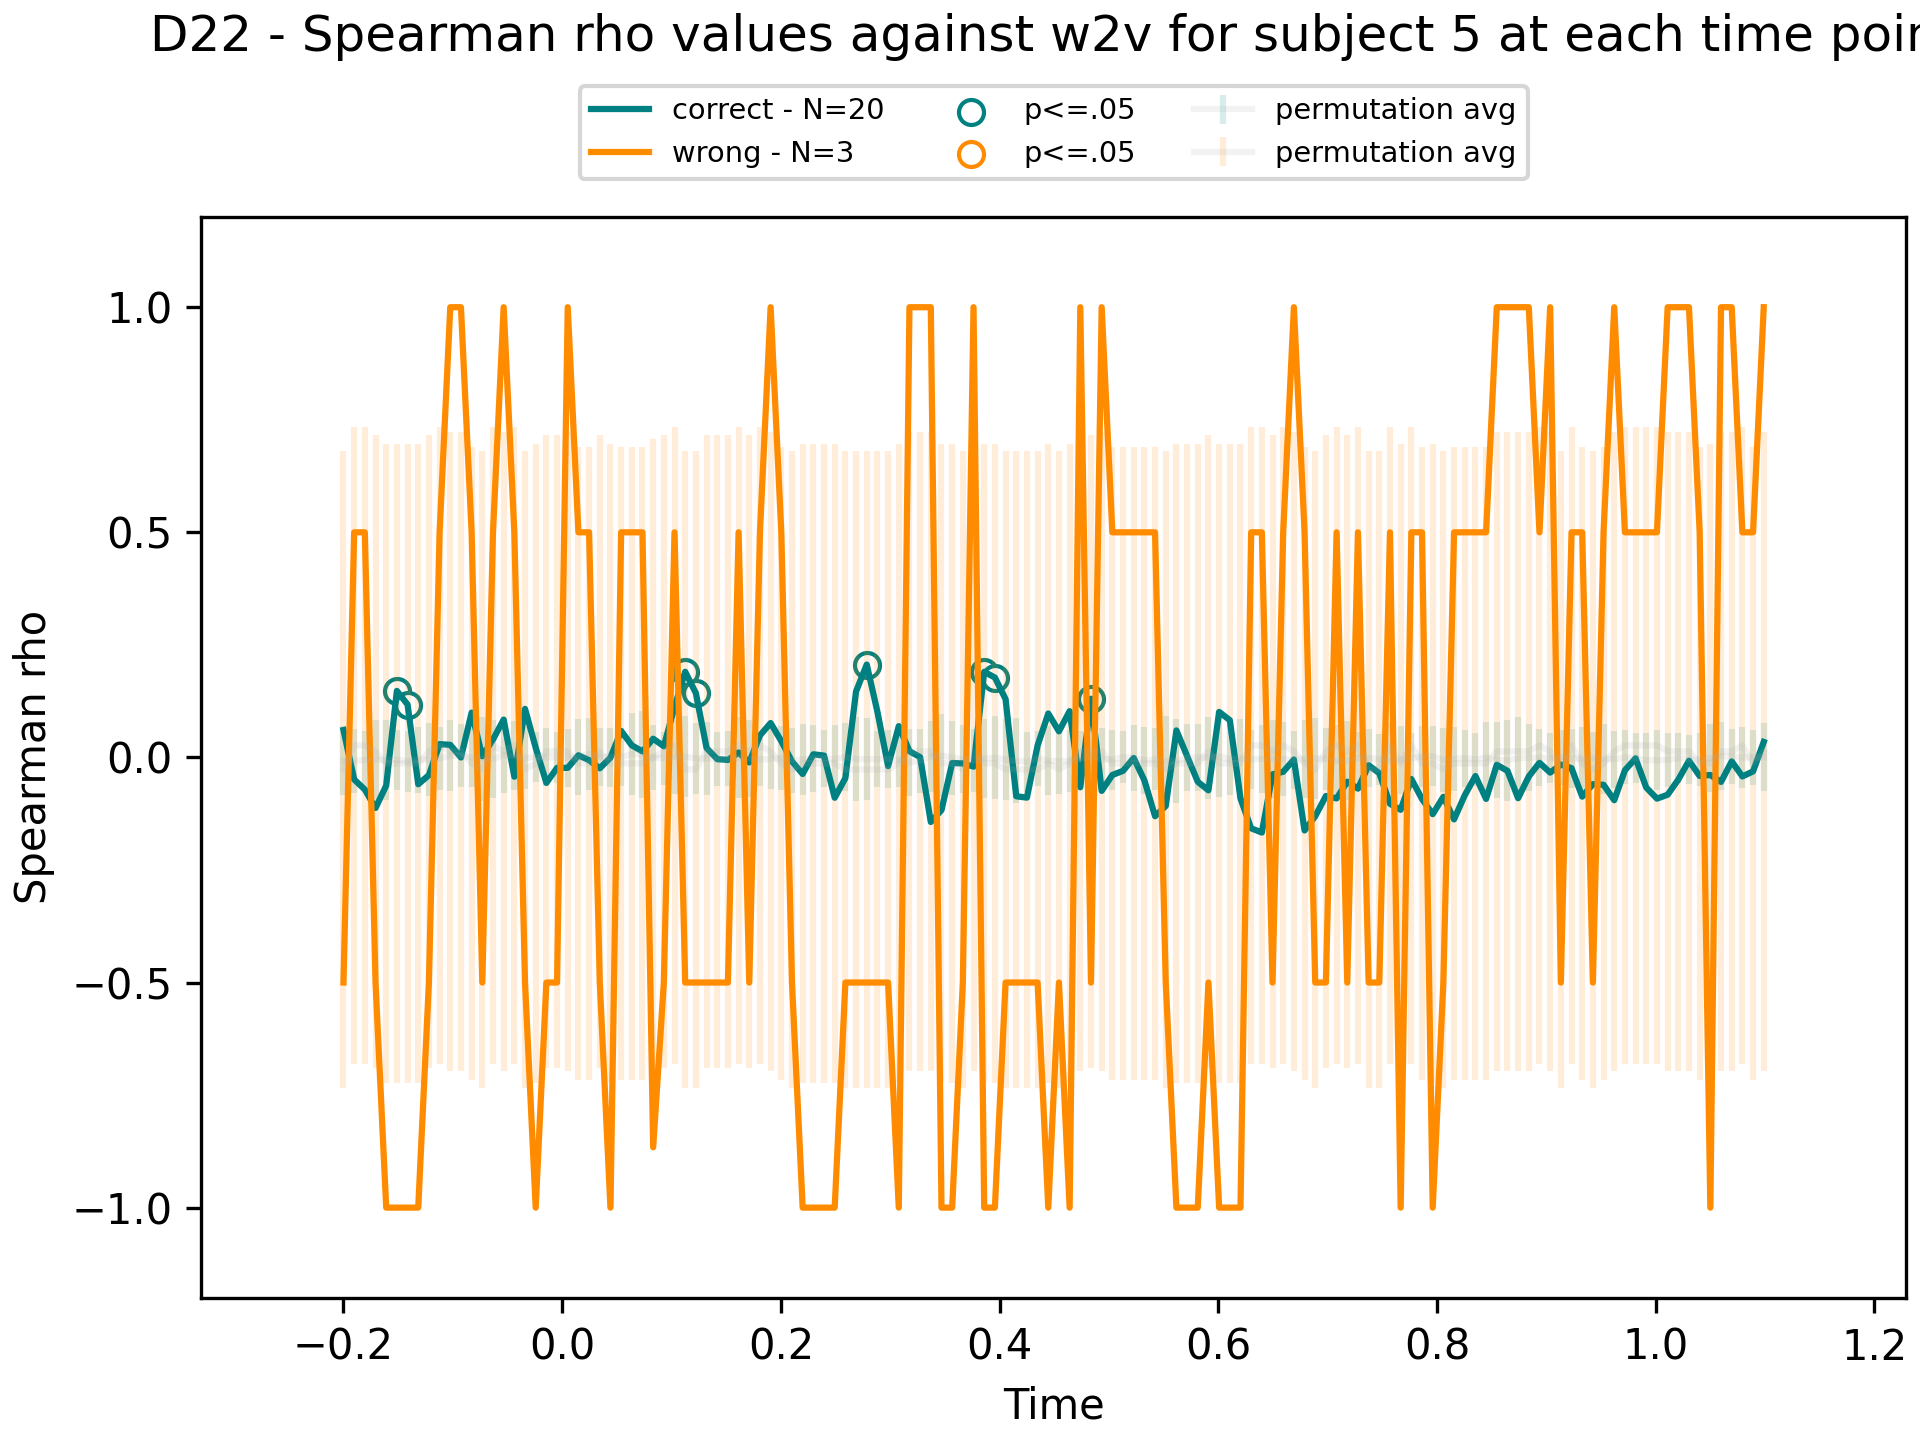 D22 - Spearman rho values against w2v for subject 5 at each time poin
correct - N=20
wrong - N=3
p<=.05
p<=.05
permutation avg
permutation avg
1.0
0.5
0.0
−0.5
−1.0
Spearman rho
−0.2 0.0 0.2 0.4 0.6 0.8 1.0 1.2
Time